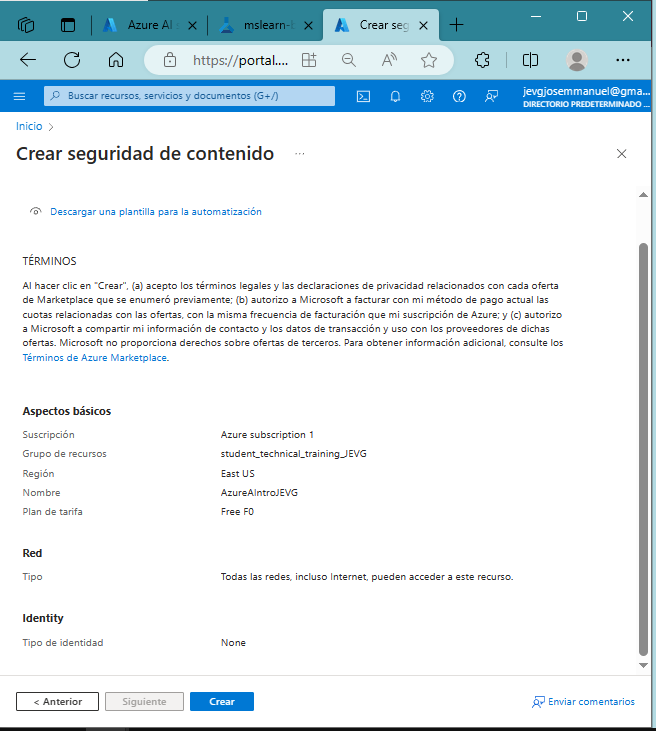 Azure AI s
mslearn-b
Crear seg
https://portal....
Buscar recursos, servicios y documentos (G+/)
jevgjosemmanuel@gma...
DIRECTORIO PREDETERMINADO ...
Inicio >
Crear seguridad de contenido ...
Descargar una plantilla para la automatización
TÉRMINOS
Al hacer clic en "Crear", (a) acepto los términos legales y las declaraciones de privacidad relacionados con cada oferta
de Marketplace que se enumeró previamente; (b) autorizo a Microsoft a facturar con mi método de pago actual las
cuotas relacionadas con las ofertas, con la misma frecuencia de facturación que mi suscripción de Azure; y (c) autorizo
a Microsoft a compartir mi información de contacto y los datos de transacción y uso con los proveedores de dichas
ofertas. Microsoft no proporciona derechos sobre ofertas de terceros. Para obtener información adicional, consulte los
Términos de Azure Marketplace.
Aspectos básicos
Suscripción Azure subscription 1
Grupo de recursos student_technical_training_JEVG
Región East US
Nombre AzureAIntroJEVG
Plan de tarifa Free F0
Red
Tipo Todas las redes, incluso Internet, pueden acceder a este recurso.
Identity
Tipo de identidad None
< Anterior
Siguiente
Crear
Enviar comentarios